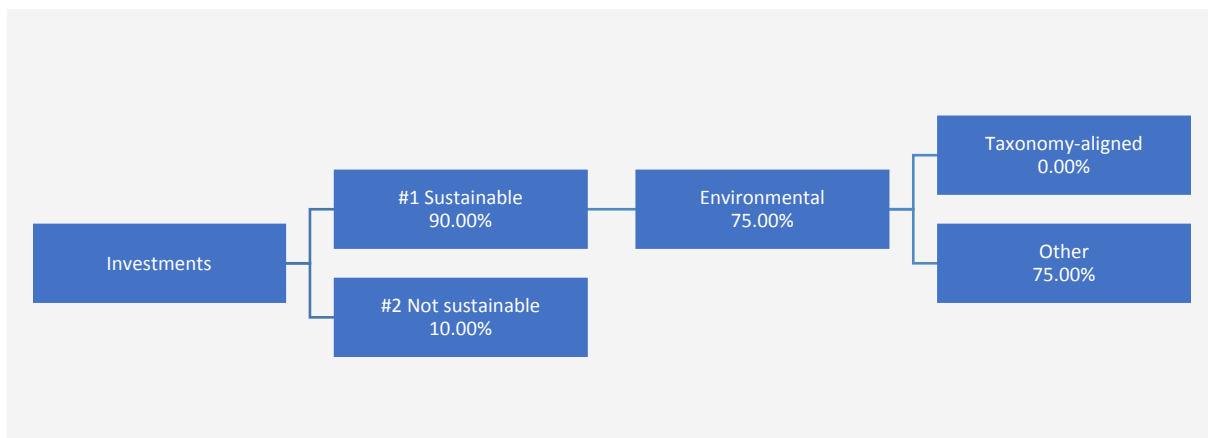 Investments
#1 Sustainable
90.00%
#2 Not sustainable
10.00%
Environmental
75.00%
Taxonomy-aligned
0.00%
Other
75.00%